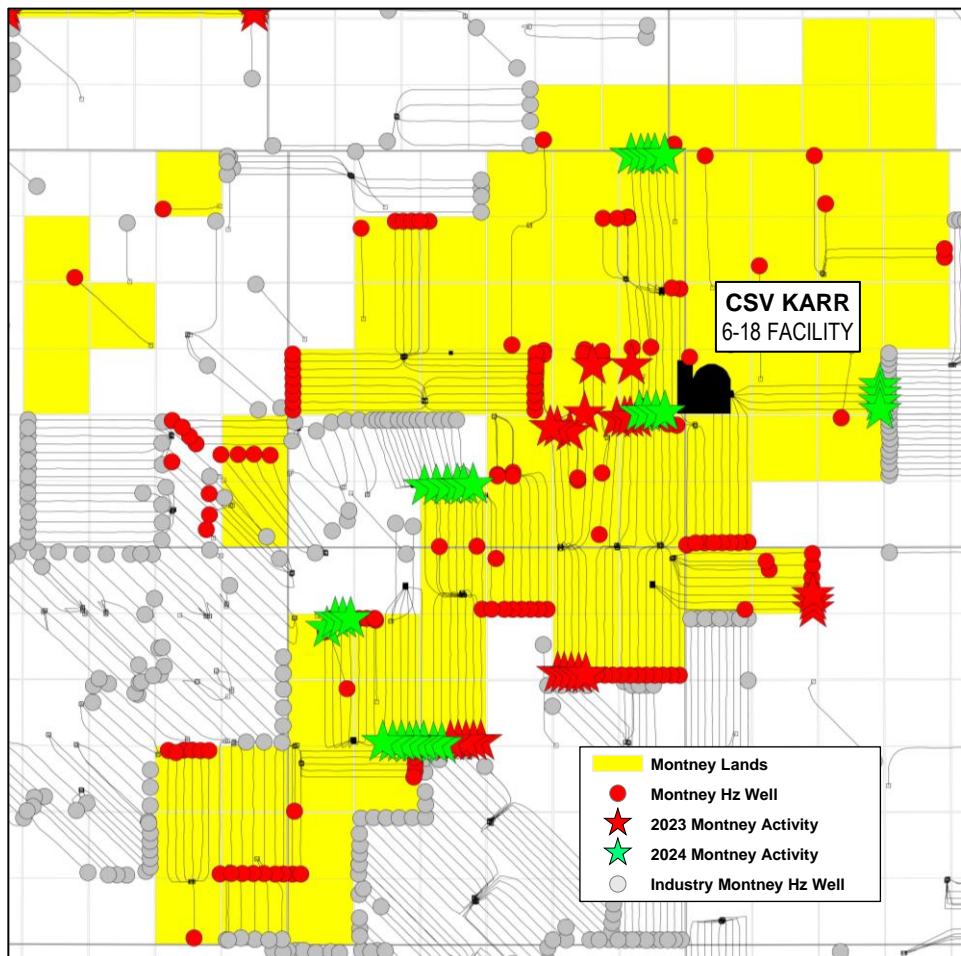 CSV KARR
6-18 FACILITY
Montney Lands
Montney Hz Well
2023 Montney Activity
2024 Montney Activity
Industry Montney Hz Well